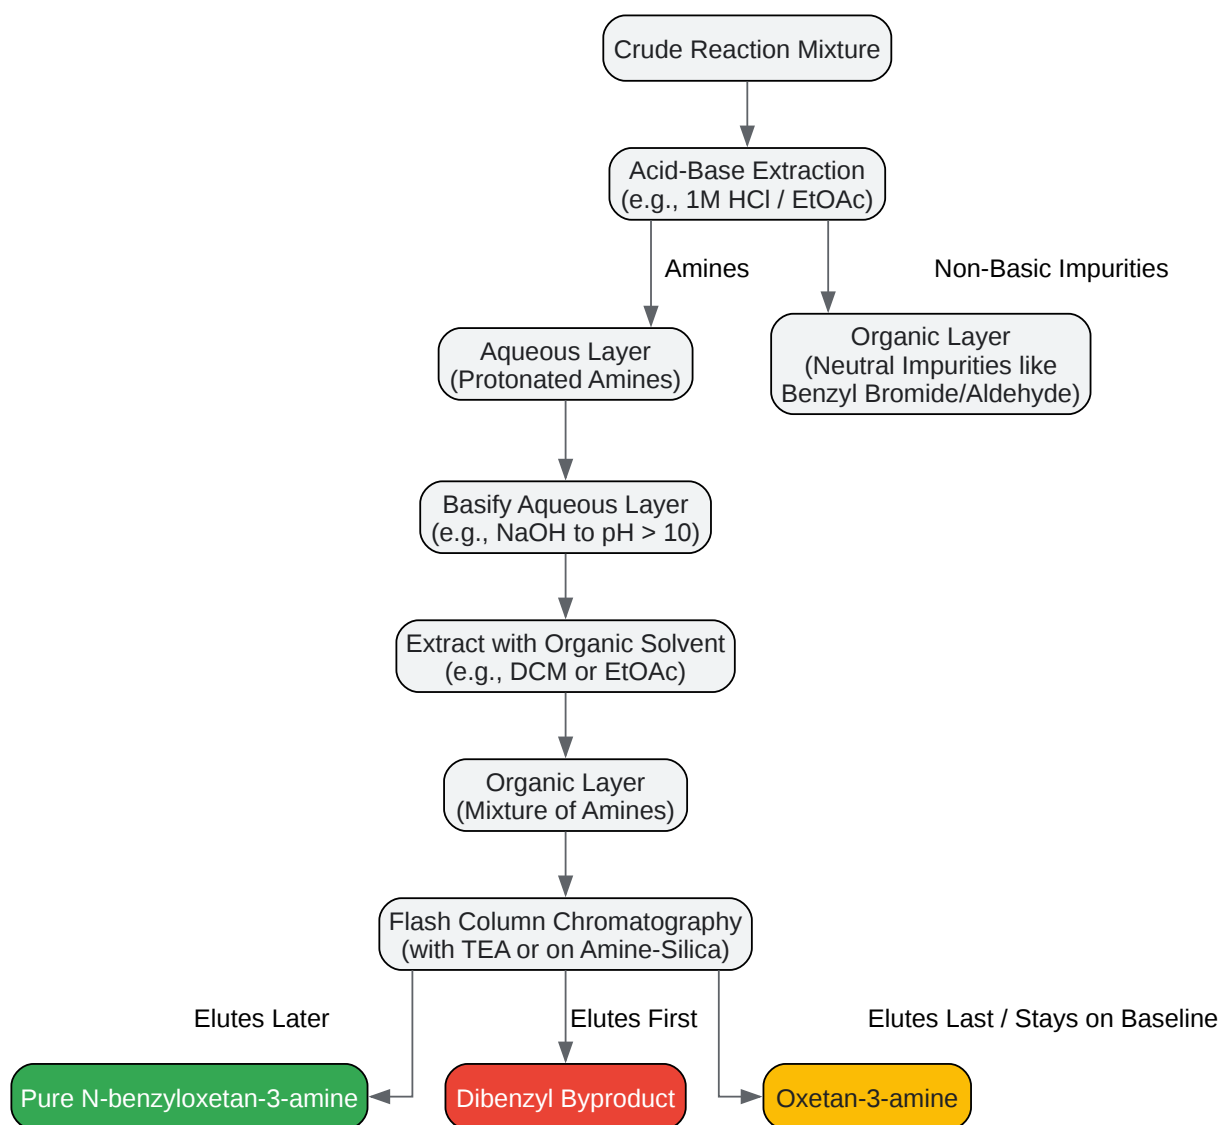 Crude Reaction Mixture
Acid-Base Extraction
(e.g., 1M HCl / EtOAc)
Amines
Non-Basic Impurities
Organic Layer
(Neutral Impurities like
Benzyl Bromide/Aldehyde)
Aqueous Layer
(Protonated Amines)
Basify Aqueous Layer
(e.g., NaOH to pH > 10)
Extract with Organic Solvent
(e.g., DCM or EtOAc)
Organic Layer
(Mixture of Amines)
Flash Column Chromatography
(with TEA or on Amine-Silica)
Elutes Later
Elutes First
Elutes Last / Stays on Baseline
Pure N-benzyloxetan-3-amine
Dibenzyl Byproduct
Oxetan-3-amine